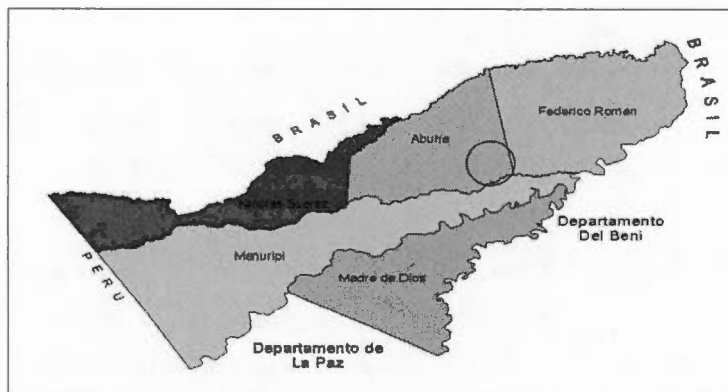 BRASIL
BRASIL
Federico Roman
Abuna
Nicolas Suarez
Departamento
Del Beni
Manuripi
PERU
Madre de Dios
Departamento de
La Paz